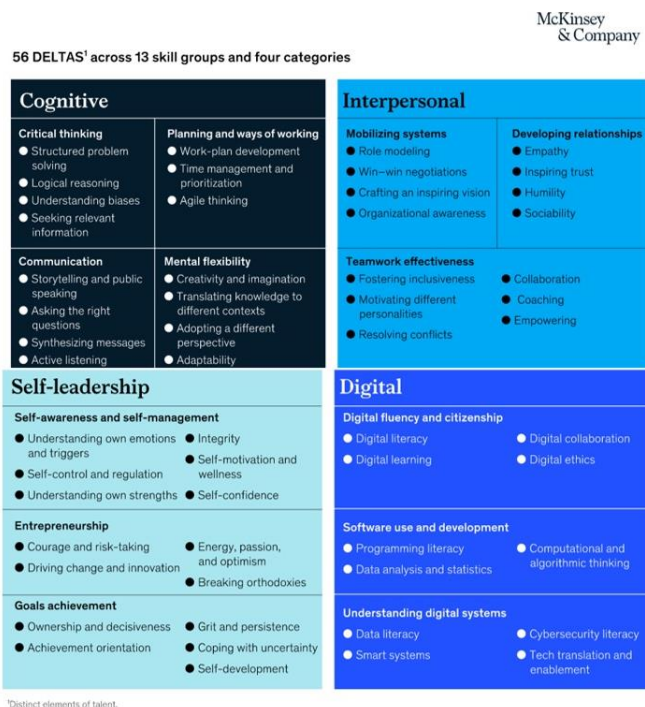 McKinsey
& Company
56 DELTAS¹ across 13 skill groups and four categories
Cognitive
Critical thinking
Structured problem
solving
Logical reasoning
Understanding biases
Seeking relevant
information
Planning and ways of working
Work-plan development
Time management and
prioritization
Agile thinking
Communication
Storytelling and public
speaking
Asking the right
questions
Synthesizing messages
Active listening
Mental flexibility
Creativity and imagination
Translating knowledge to
different contexts
Adopting a different
perspective
Adaptability
Interpersonal
Mobilizing systems
Role modeling
Win–win negotiations
Crafting an inspiring vision
Organizational awareness
Developing relationships
Empathy
Inspiring trust
Humility
Sociability
Teamwork effectiveness
Fostering inclusiveness
Motivating different
personalities
Resolving conflicts
Collaboration
Coaching
Empowering
Self-leadership
Self-awareness and self-management
Understanding own emotions
and triggers
Self-control and regulation
Understanding own strengths
Integrity
Self-motivation and
wellness
Self-confidence
Entrepreneurship
Courage and risk-taking
Driving change and innovation
Energy, passion,
and optimism
Breaking orthodoxies
Goals achievement
Ownership and decisiveness
Achievement orientation
Grit and persistence
Coping with uncertainty
Self-development
Digital
Digital fluency and citizenship
Digital literacy
Digital learning
Digital collaboration
Digital ethics
Software use and development
Programming literacy
Data analysis and statistics
Computational and
algorithmic thinking
Understanding digital systems
Data literacy
Smart systems
Cybersecurity literacy
Tech translation and
enablement
¹Distinct elements of talent.